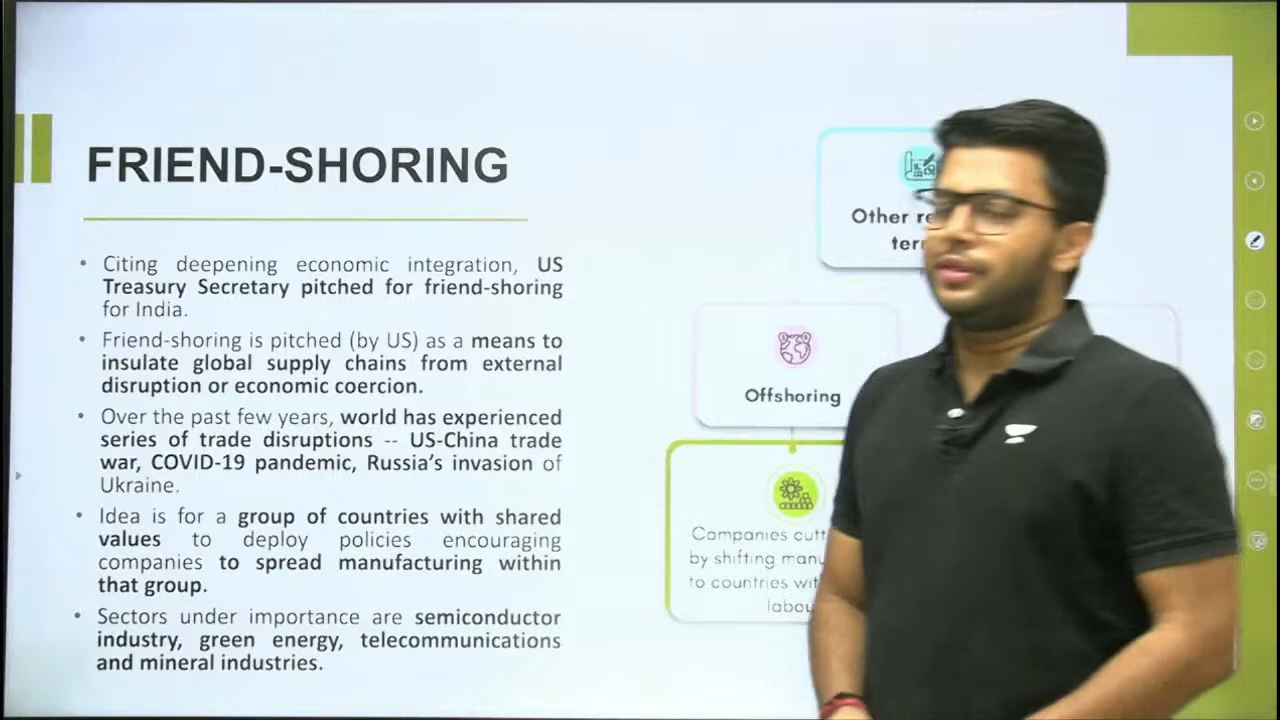 FRIEND-SHORING
• Citing deepening economic integration, US
Treasury Secretary pitched for friend-shoring
for India.
• Friend-shoring is pitched (by US) as a means to
insulate global supply chains from external
disruption or economic coercion.
• Over the past few years, world has experienced
series of trade disruptions -- US-China trade
war, COVID-19 pandemic, Russia's invasion of
Ukraine.
• Idea is for a group of countries with shared
values to deploy policies encouraging
companies to spread manufacturing within
that group.
• Sectors under importance are semiconductor
industry, green energy, telecommunications
and mineral industries.
Other
Offshoring
Companies
by shifting
to countries